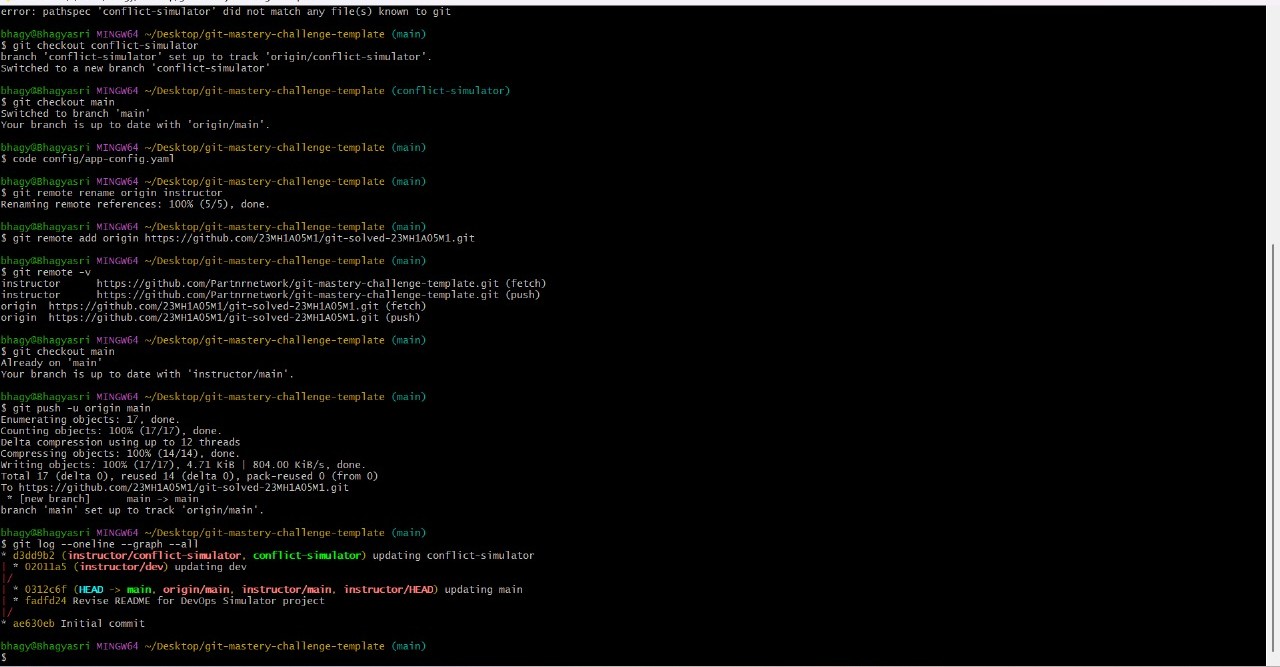 error: pathspec 'conflict-simulator' did not match any file(s) known to git
bhagy@Bhagyasri MINGW64 ~/Desktop/git-mastery-challenge-template (main)
$ git checkout conflict-simulator
branch 'conflict-simulator' set up to track 'origin/conflict-simulator'.
Switched to a new branch 'conflict-simulator'
bhagy@Bhagyasri MINGW64 ~/Desktop/git-mastery-challenge-template (conflict-simulator)
$ git checkout main
Switched to branch 'main'
Your branch is up to date with 'origin/main'.
bhagy@Bhagyasri MINGW64 ~/Desktop/git-mastery-challenge-template (main)
$ code config/app-config.yaml
bhagy@Bhagyasri MINGW64 ~/Desktop/git-mastery-challenge-template (main)
$ git remote rename origin instructor
Renaming remote references: 100% (5/5), done.
bhagy@Bhagyasri MINGW64 ~/Desktop/git-mastery-challenge-template (main)
$ git remote add origin https://github.com/23MH1A05M1/git-solved-23MH1A05M1.git
bhagy@Bhagyasri MINGW64 ~/Desktop/git-mastery-challenge-template (main)
$ git remote -v
instructor      https://github.com/Partnrnetwork/git-mastery-challenge-template.git (fetch)
instructor      https://github.com/Partnrnetwork/git-mastery-challenge-template.git (push)
origin  https://github.com/23MH1A05M1/git-solved-23MH1A05M1.git (fetch)
origin  https://github.com/23MH1A05M1/git-solved-23MH1A05M1.git (push)
bhagy@Bhagyasri MINGW64 ~/Desktop/git-mastery-challenge-template (main)
$ git checkout main
Already on 'main'
Your branch is up to date with 'instructor/main'.
bhagy@Bhagyasri MINGW64 ~/Desktop/git-mastery-challenge-template (main)
$ git push -u origin main
Enumerating objects: 17, done.
Counting objects: 100% (17/17), done.
Delta compression using up to 12 threads
Compressing objects: 100% (14/14), done.
Writing objects: 100% (17/17), 4.71 KiB | 804.00 KiB/s, done.
Total 17 (delta 0), reused 14 (delta 0), pack-reused 0 (from 0)
To https://github.com/23MH1A05M1/git-solved-23MH1A05M1.git
 * [new branch]      main -> main
branch 'main' set up to track 'origin/main'.
bhagy@Bhagyasri MINGW64 ~/Desktop/git-mastery-challenge-template (main)
$ git log --oneline --graph --all
* d3dd9b2 (instructor/conflict-simulator, conflict-simulator) updating conflict-simulator
| * 02011a5 (instructor/dev) updating dev
|/
| * 0312c6f (HEAD -> main, origin/main, instructor/main, instructor/HEAD) updating main
| * fadfd24 Revise README for DevOps Simulator project
|/
* ae630eb Initial commit
bhagy@Bhagyasri MINGW64 ~/Desktop/git-mastery-challenge-template (main)
$